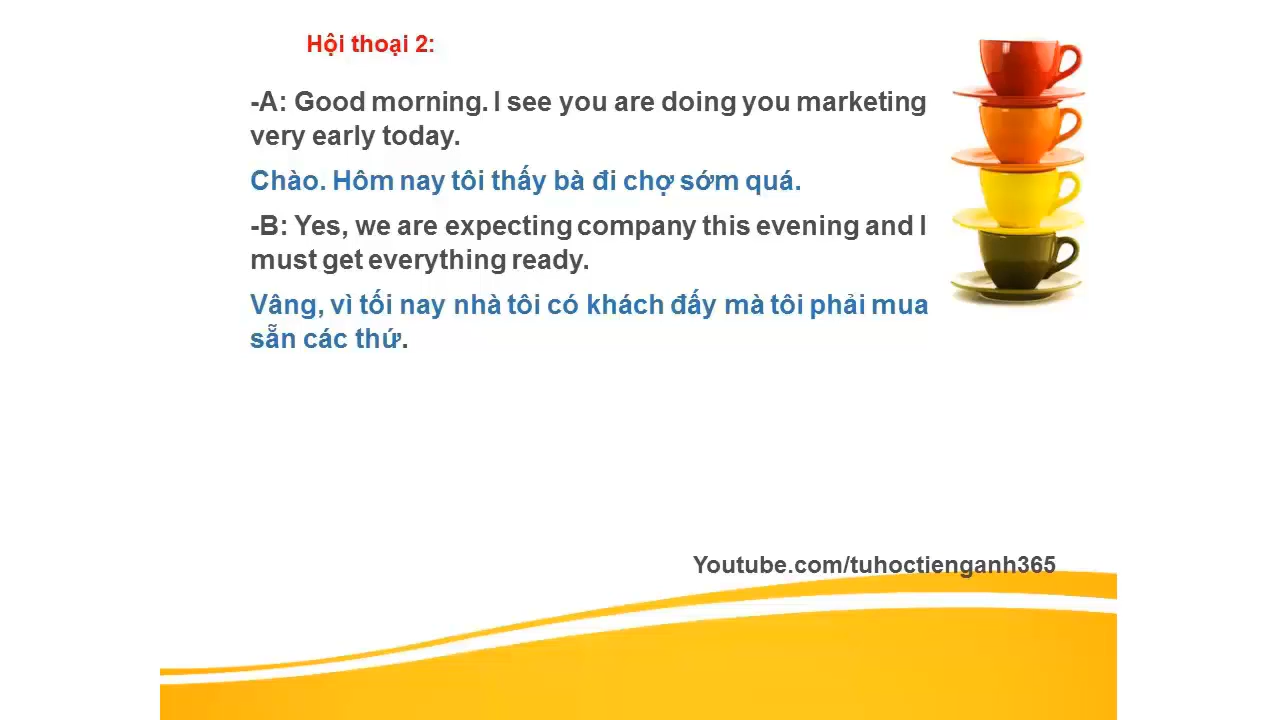 Hội thoại 2:
-A: Good morning. I see you are doing you marketing
very early today.
Chào. Hôm nay tôi thấy bà đi chợ sớm quá.
-B: Yes, we are expecting company this evening and I
must get everything ready.
Vâng, vì tối nay nhà tôi có khách đấy mà tôi phải mua
sẵn các thứ.
Youtube.com/tuhoctienganh365